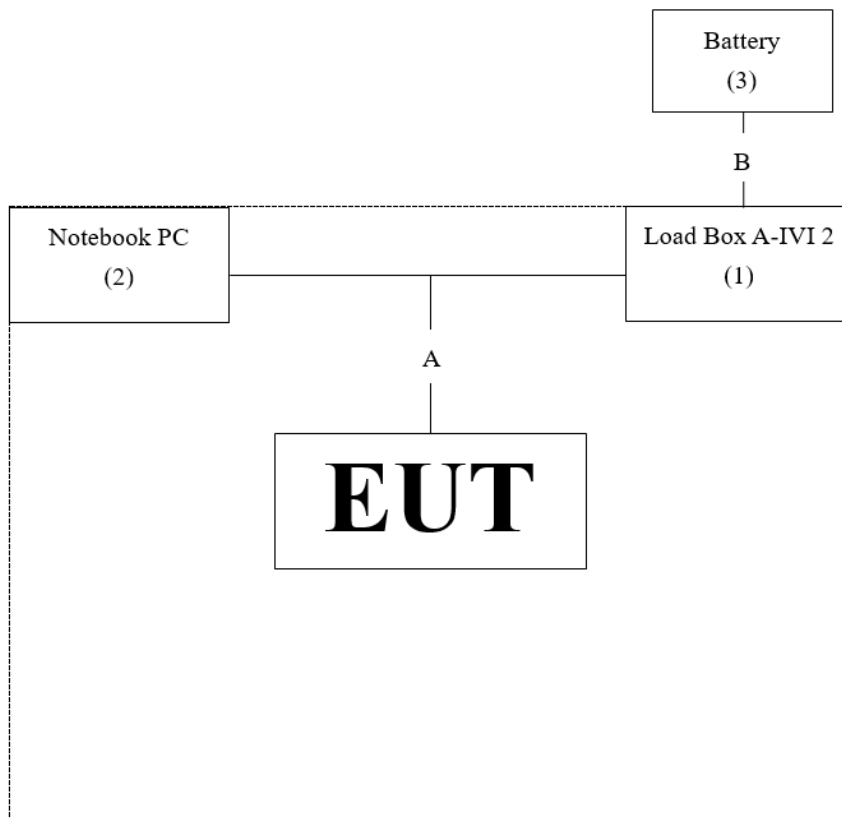 Battery
(3)
B
Notebook PC
(2)
Load Box A-IVI 2
(1)
A
EUT